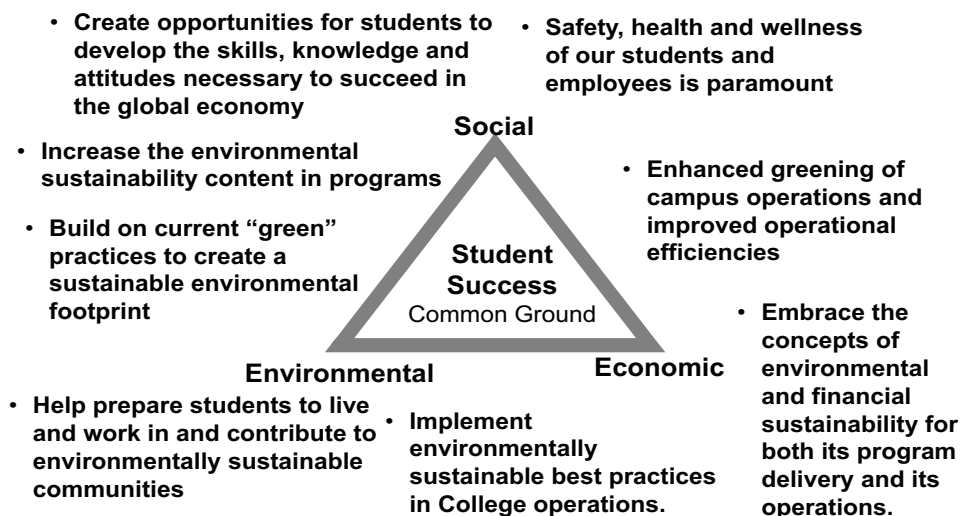 • Create opportunities for students to
develop the skills, knowledge and
attitudes necessary to succeed in
the global economy
• Safety, health and wellness
of our students and
employees is paramount
Social
• Increase the environmental
sustainability content in programs
• Build on current “green”
practices to create a
sustainable environmental
footprint
• Enhanced greening of
campus operations and
improved operational
efficiencies
Student
Success
Common Ground
Environmental
Economic
• Help prepare students to live
and work in and contribute to
environmentally sustainable
communities
• Implement
environmentally
sustainable best practices
in College operations.
• Embrace the
concepts of
environmental
and financial
sustainability for
both its program
delivery and its
operations.